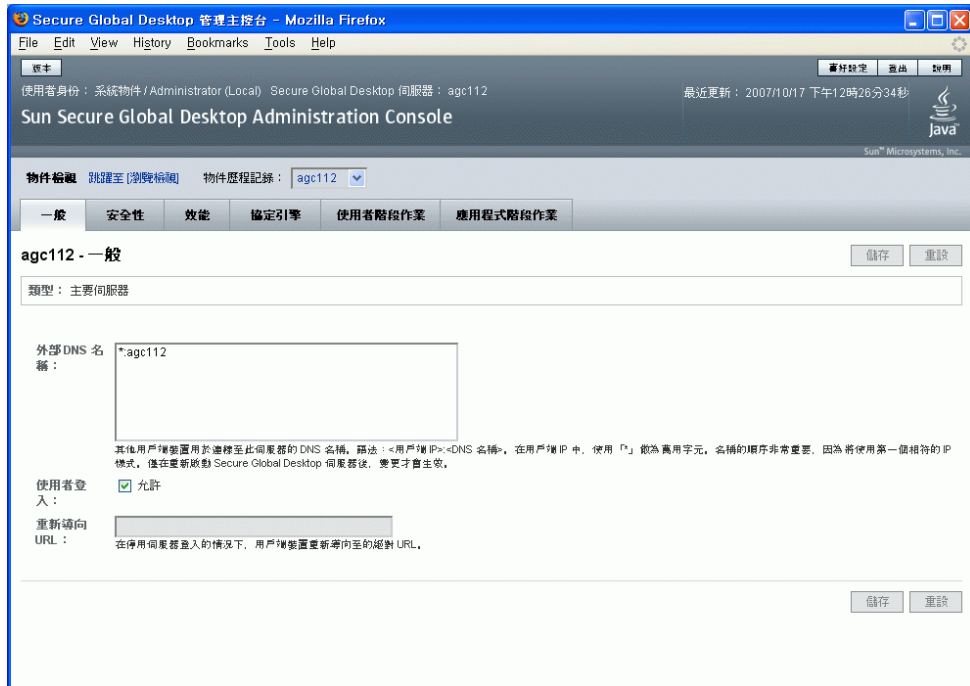 Secure Global Desktop 管理主控台 - Mozilla Firefox
File Edit View History Bookmarks Tools Help
版本 喜好設定 登出 說明
使用者身份： 系統物件 / Administrator (Local) Secure Global Desktop 伺服器： agc112 最近更新： 2007/10/17 下午12時26分34秒
Sun Secure Global Desktop Administration Console
Java™
Sun™ Microsystems, Inc.
物件檢視 跳躍至 [瀏覽檢視] 物件歷程記錄： agc112
一般 安全性 效能 協定引擎 使用者階段作業 應用程式階段作業
agc112 - 一般 儲存 重設
類型： 主要伺服器
外部 DNS 名
稱：
*:agc112
其他用戶端裝置用於連線至此伺服器的 DNS 名稱。語法：<用戶端 IP>:<DNS 名稱>。在用戶端 IP 中，使用「*」做為萬用字元。名稱的順序非常重要，因為將使用第一個相符的 IP
樣式。僅在重新啟動 Secure Global Desktop 伺服器後，變更才會生效。
使用者登
入：
允許
重新導向
URL：
在停用伺服器登入的情況下，用戶端裝置重新導向至的絕對 URL。
儲存 重設